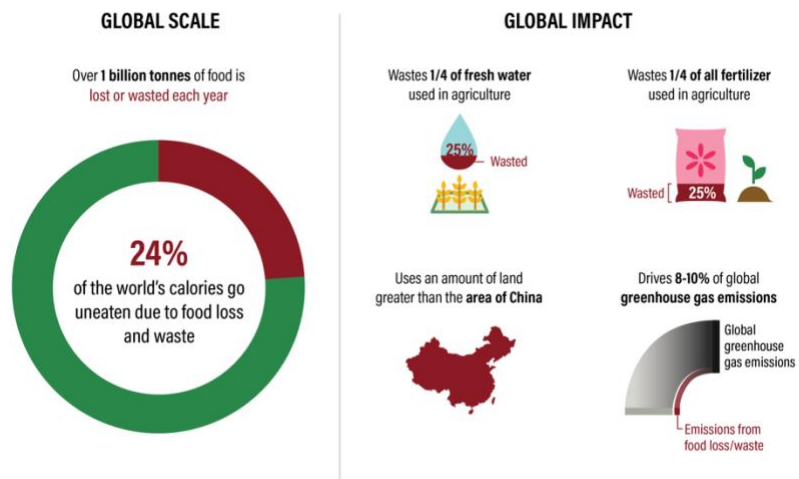 GLOBAL SCALE
Over 1 billion tonnes of food is
lost or wasted each year
24%
of the world's calories go
uneaten due to food loss
and waste
GLOBAL IMPACT
Wastes 1/4 of fresh water
used in agriculture
25%
Wasted
Wastes 1/4 of all fertilizer
used in agriculture
Wasted
25%
Uses an amount of land
greater than the area of China
Drives 8-10% of global
greenhouse gas emissions
Global
greenhouse
gas emissions
Emissions from
food loss/waste